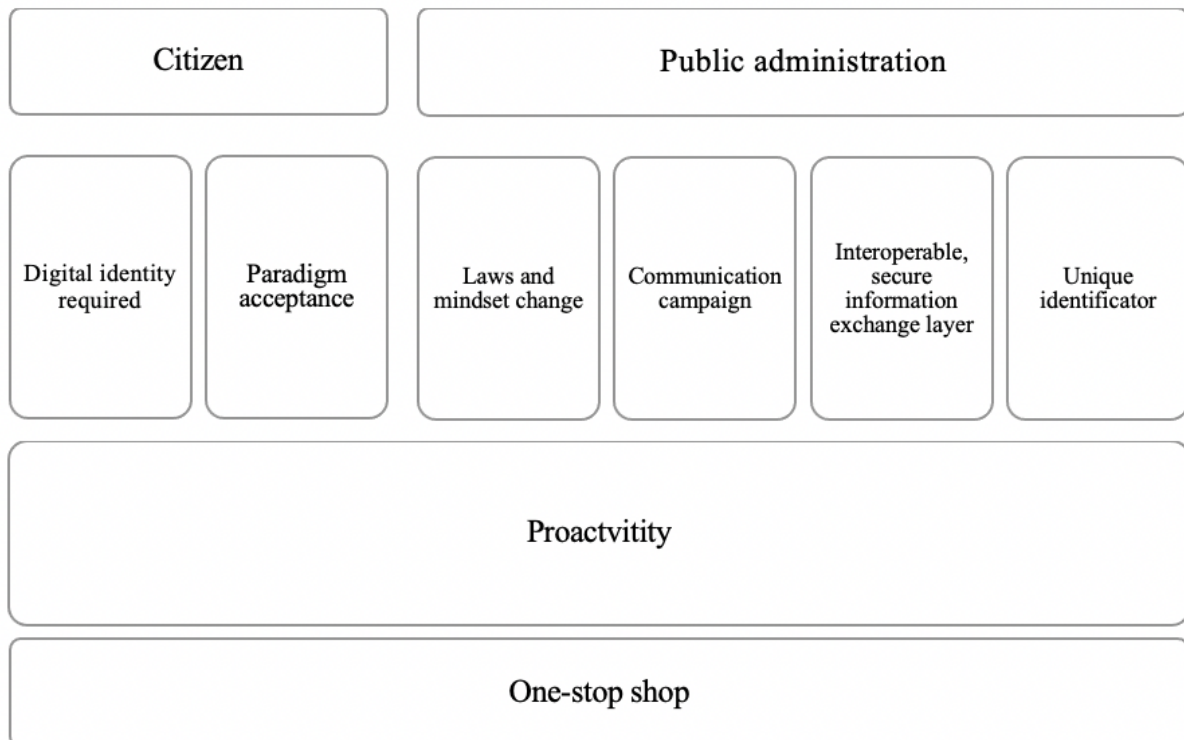 Citizen
Public administration
Digital identity
required
Paradigm
acceptance
Laws and
mindset change
Communication
campaign
Interoperable,
secure
information
exchange layer
Unique
identificator
Proactvitity
One-stop shop